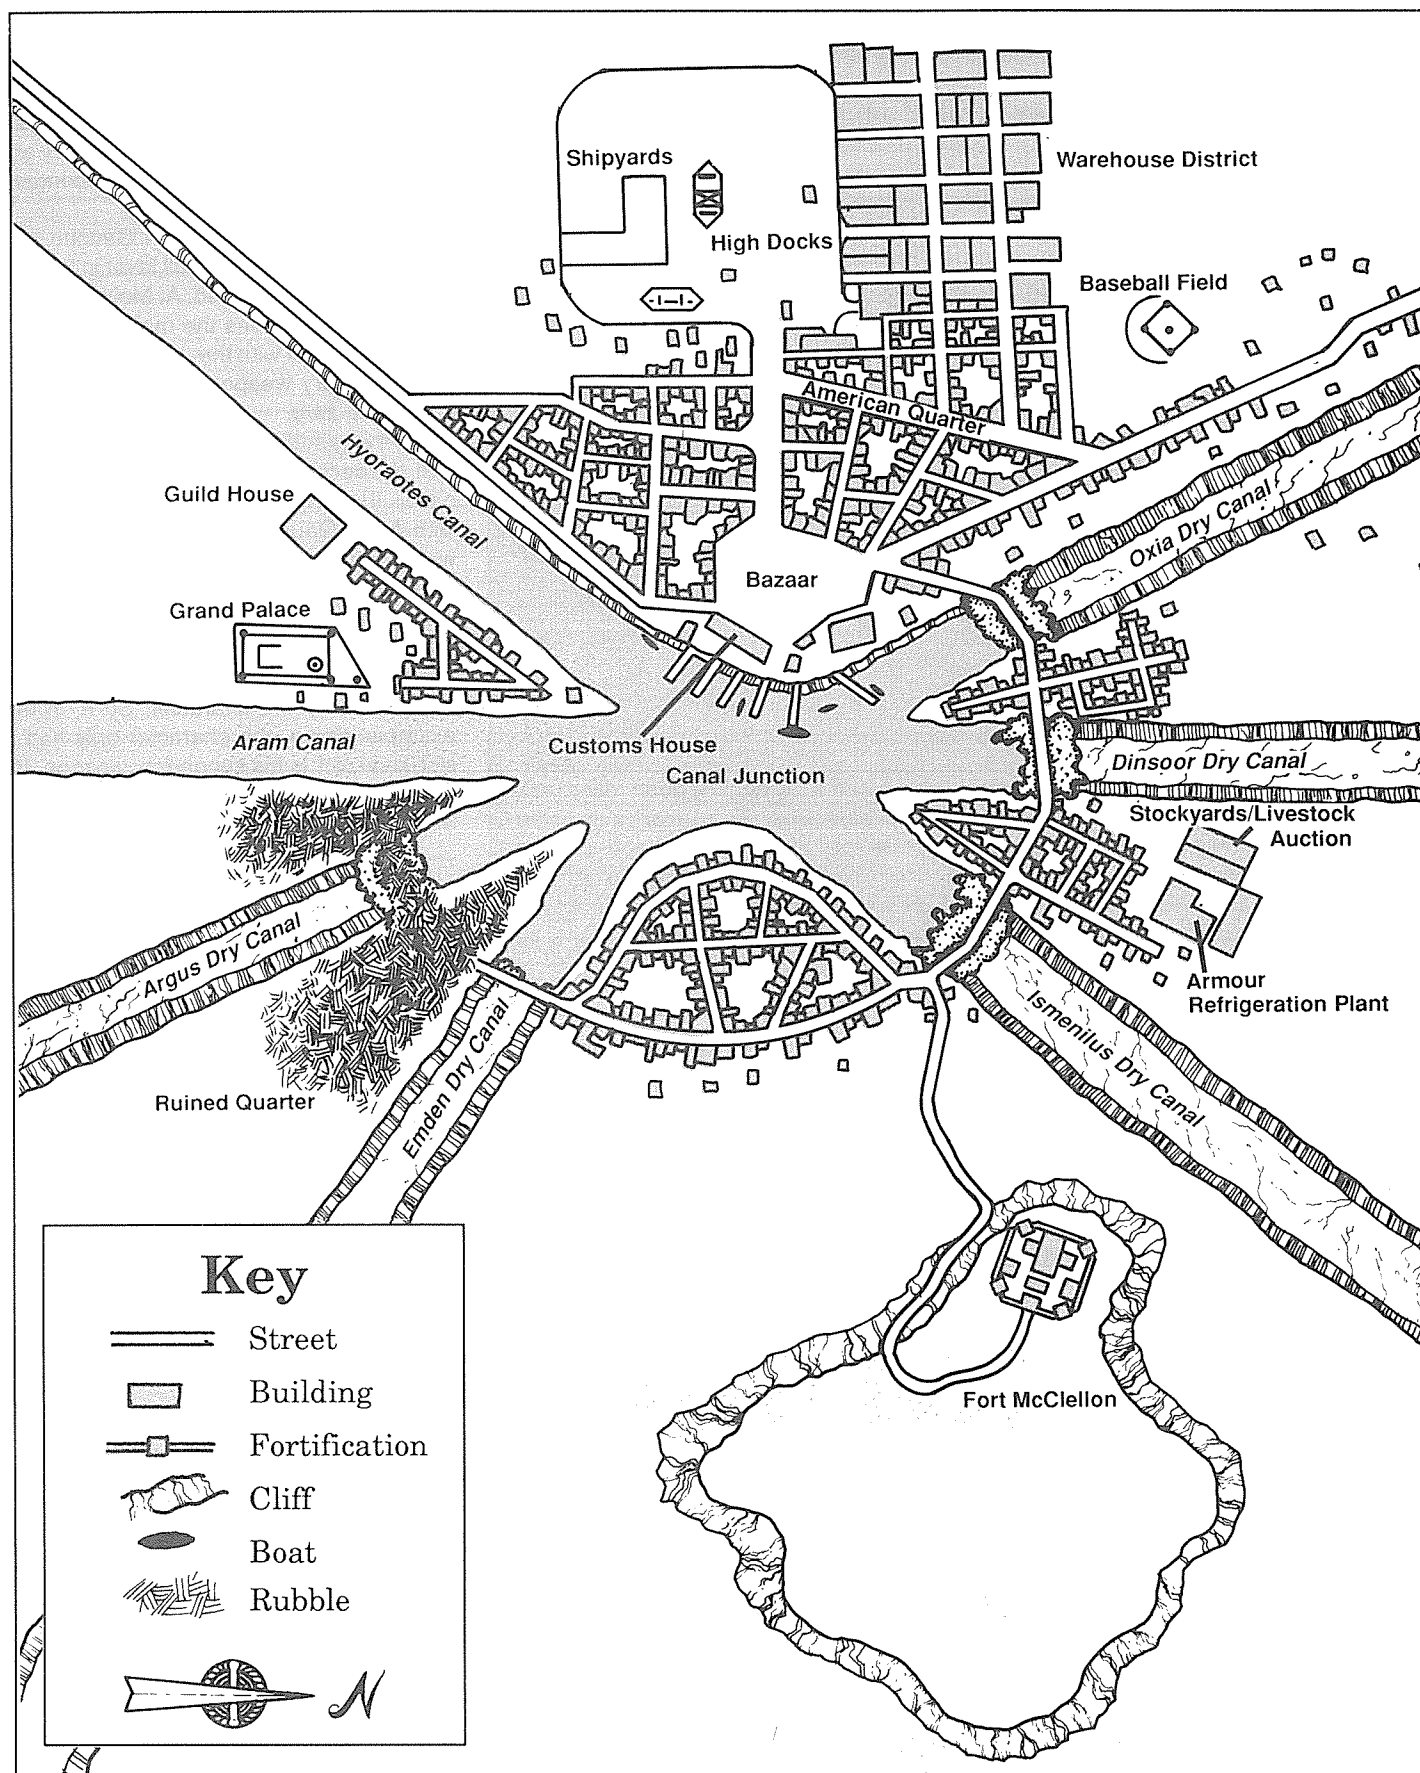 Shipyards
Warehouse District
High Docks
Baseball Field
American Quarter
Hyoraotes Canal
Guild House
Oxia Dry Canal
Bazaar
Grand Palace
Aram Canal
Customs House
Canal Junction
Dinsoor Dry Canal
Stockyards/Livestock
Auction
Argus Dry Canal
Armour
Refrigeration Plant
Ismenilus Dry Canal
Emden Dry Canal
Ruined Quarter
Fort McClellon
Key
Street
Building
Fortification
Cliff
Boat
Rubble
N